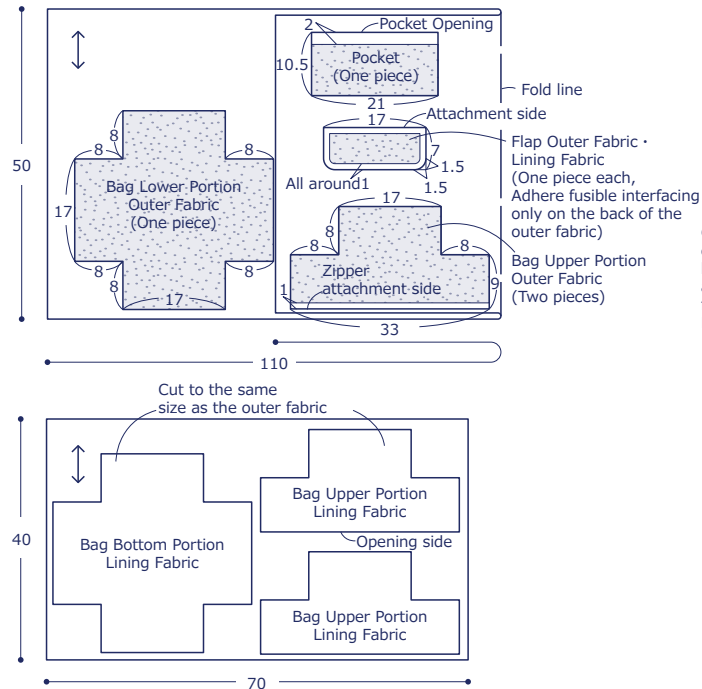 2
Pocket Opening
Pocket
(One piece)
10.5
21
Fold line
17
Attachment side
7
1.5
1.5
All around1
Flap Outer Fabric・
Lining Fabric
(One piece each,
Adhere fusible interfacing
only on the back of the
outer fabric)
50
8
8
8
Bag Lower Portion
Outer Fabric
(One piece)
17
8
8
8
17
17
8
8
8
Zipper
attachment side
1
9
33
Bag Upper Portion
Outer Fabric
(Two pieces)
110
Cut to the same
size as the outer fabric
40
Bag Bottom Portion
Lining Fabric
Bag Upper Portion
Lining Fabric
Opening side
Bag Upper Portion
Lining Fabric
70